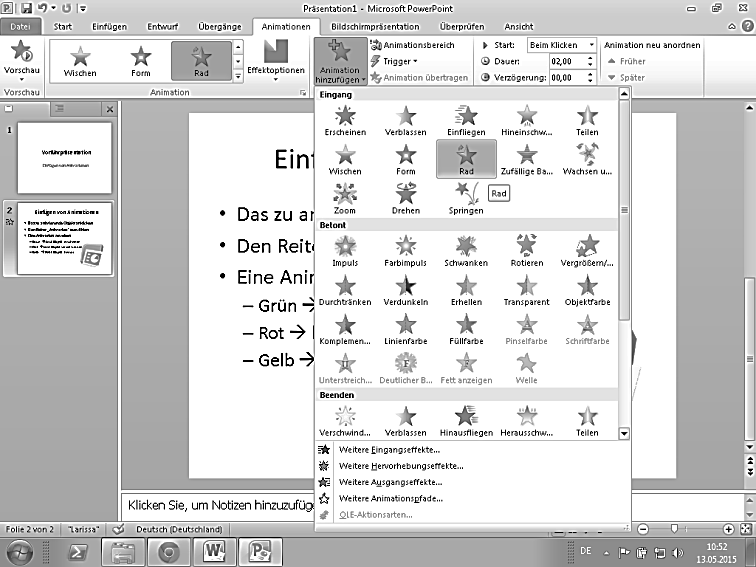 Präsentation1 - Microsoft PowerPoint
Datei Start Einfügen Entwurf Übergänge Animationen Bildschirmpräsentation Überprüfen Ansicht
Vorschau
Wischen Form Rad
Effektoptionen
Animation hinzufügen
Animationsbereich
Trigger
Animation übertragen
Start: Beim Klicken
Dauer: 02,00
Verzögerung: 00,00
Animation neu anordnen
Früher
Später
Vorschau Animation
Eingang
Erscheinen Verblassen Einfliegen Hineinschw... Teilen
Wischen Form Rad Zufällige Ba... Wachsen u...
Zoom Drehen Springen
Rad
Betont
Impuls Farbimpuls Schwanken Rotieren Vergrößern/...
Durchtränken Verdunkeln Erhellen Transparent Objektfarbe
Komplemen... Linienfarbe Füllfarbe Pinselfarbe Schriftfarbe
Unterstreich... Deutlicher B... Fett anzeigen Welle
Beenden
Verschwind... Verblassen Hinausfliegen Herausschw... Teilen
Weitere Eingangseffekte...
Weitere Hervorhebungseffekte...
Weitere Ausgangseffekte...
Weitere Animationspfade...
OLE-Aktionsarten...
1
Vorführpräsentation
2
Einfügen von Animationen
Einf
• Das zu an
• Den Reite
• Eine Anin
– Grün →
– Rot →
– Gelb →
Klicken Sie, um Notizen hinzuzufüg
Folie 2 von 2 "Larissa" Deutsch (Deutschland)
DE
10:52
13.05.2015